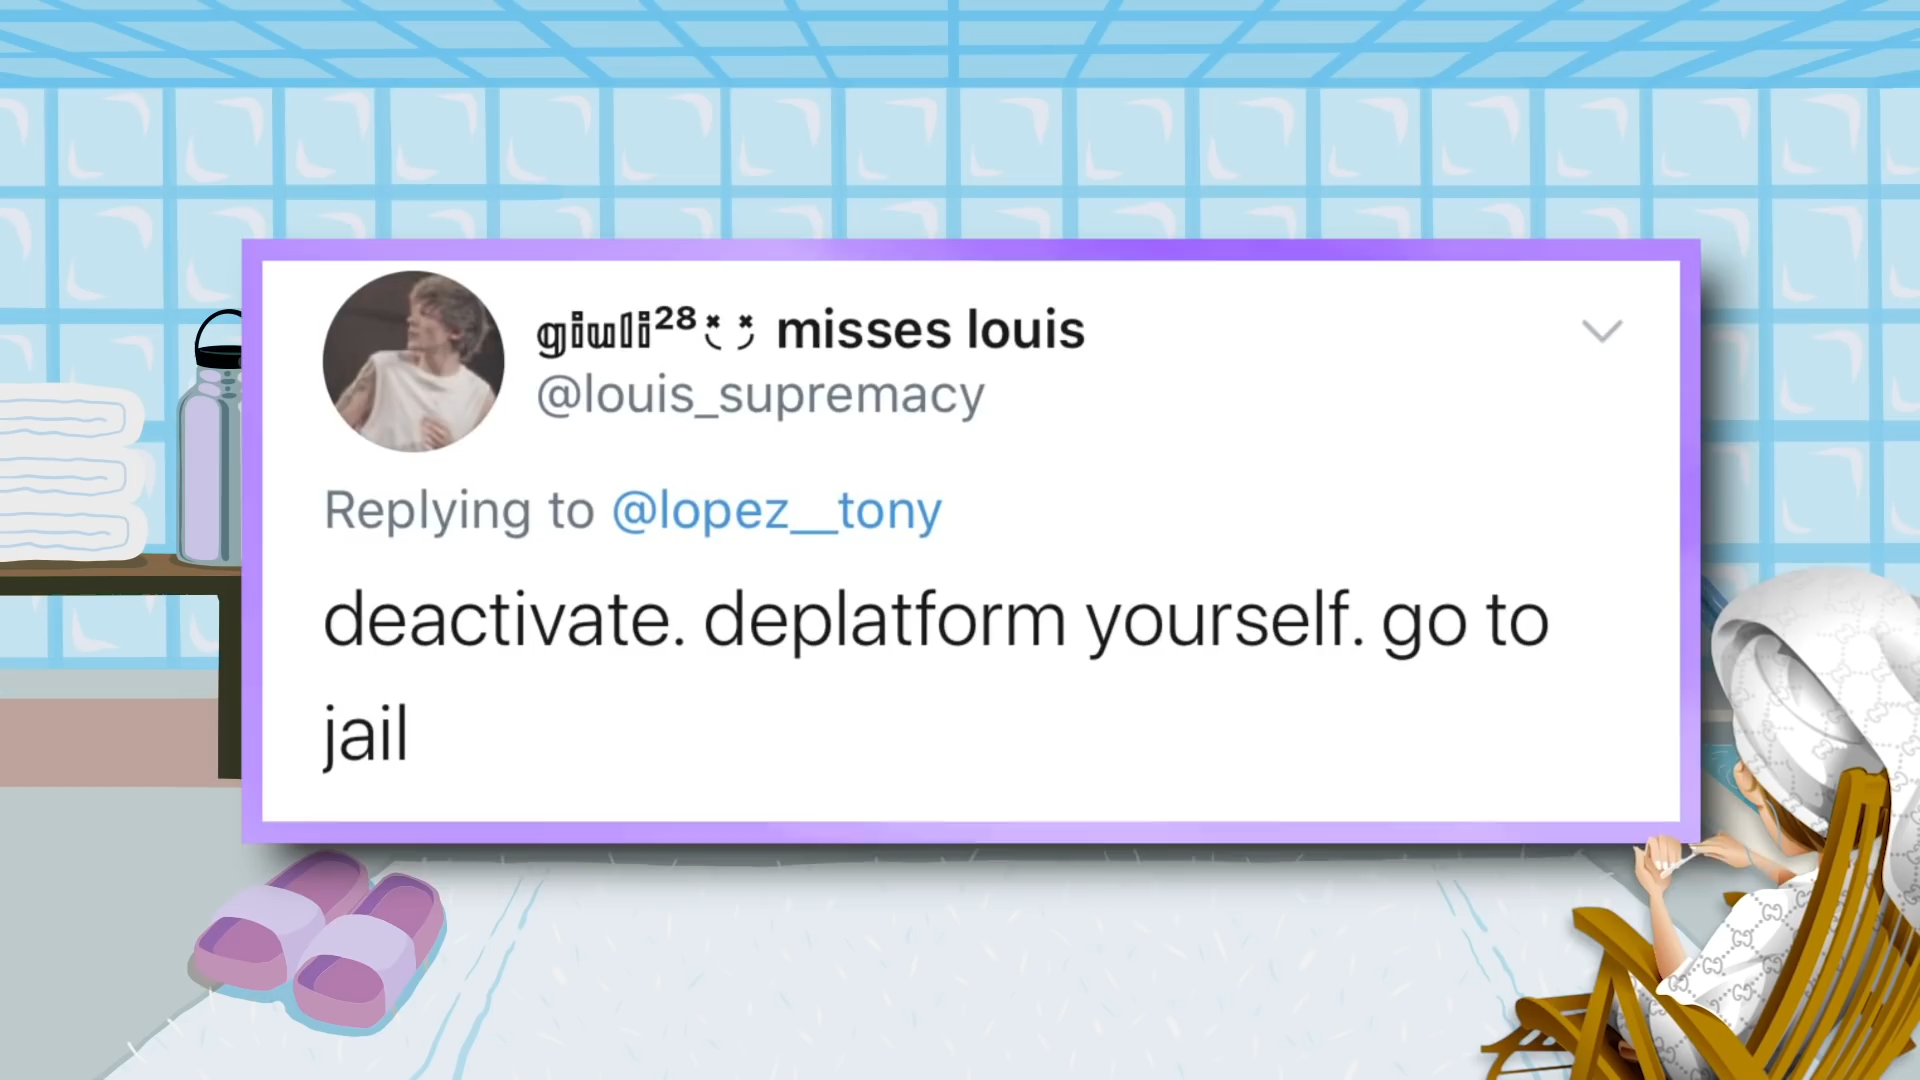 𝕘𝕚𝕦𝕝𝕚²⁸ misses louis
@louis_supremacy
Replying to @lopez__tony
deactivate. deplatform yourself. go to
jail